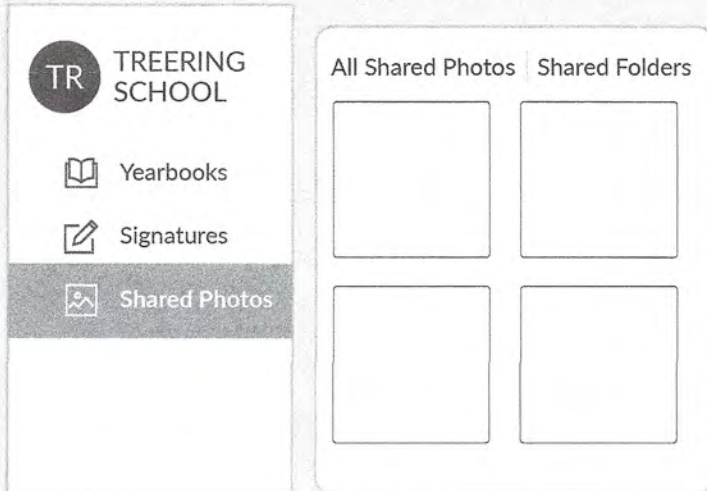 TR
TREERING
SCHOOL
Yearbooks
Signatures
Shared Photos
All Shared Photos
Shared Folders